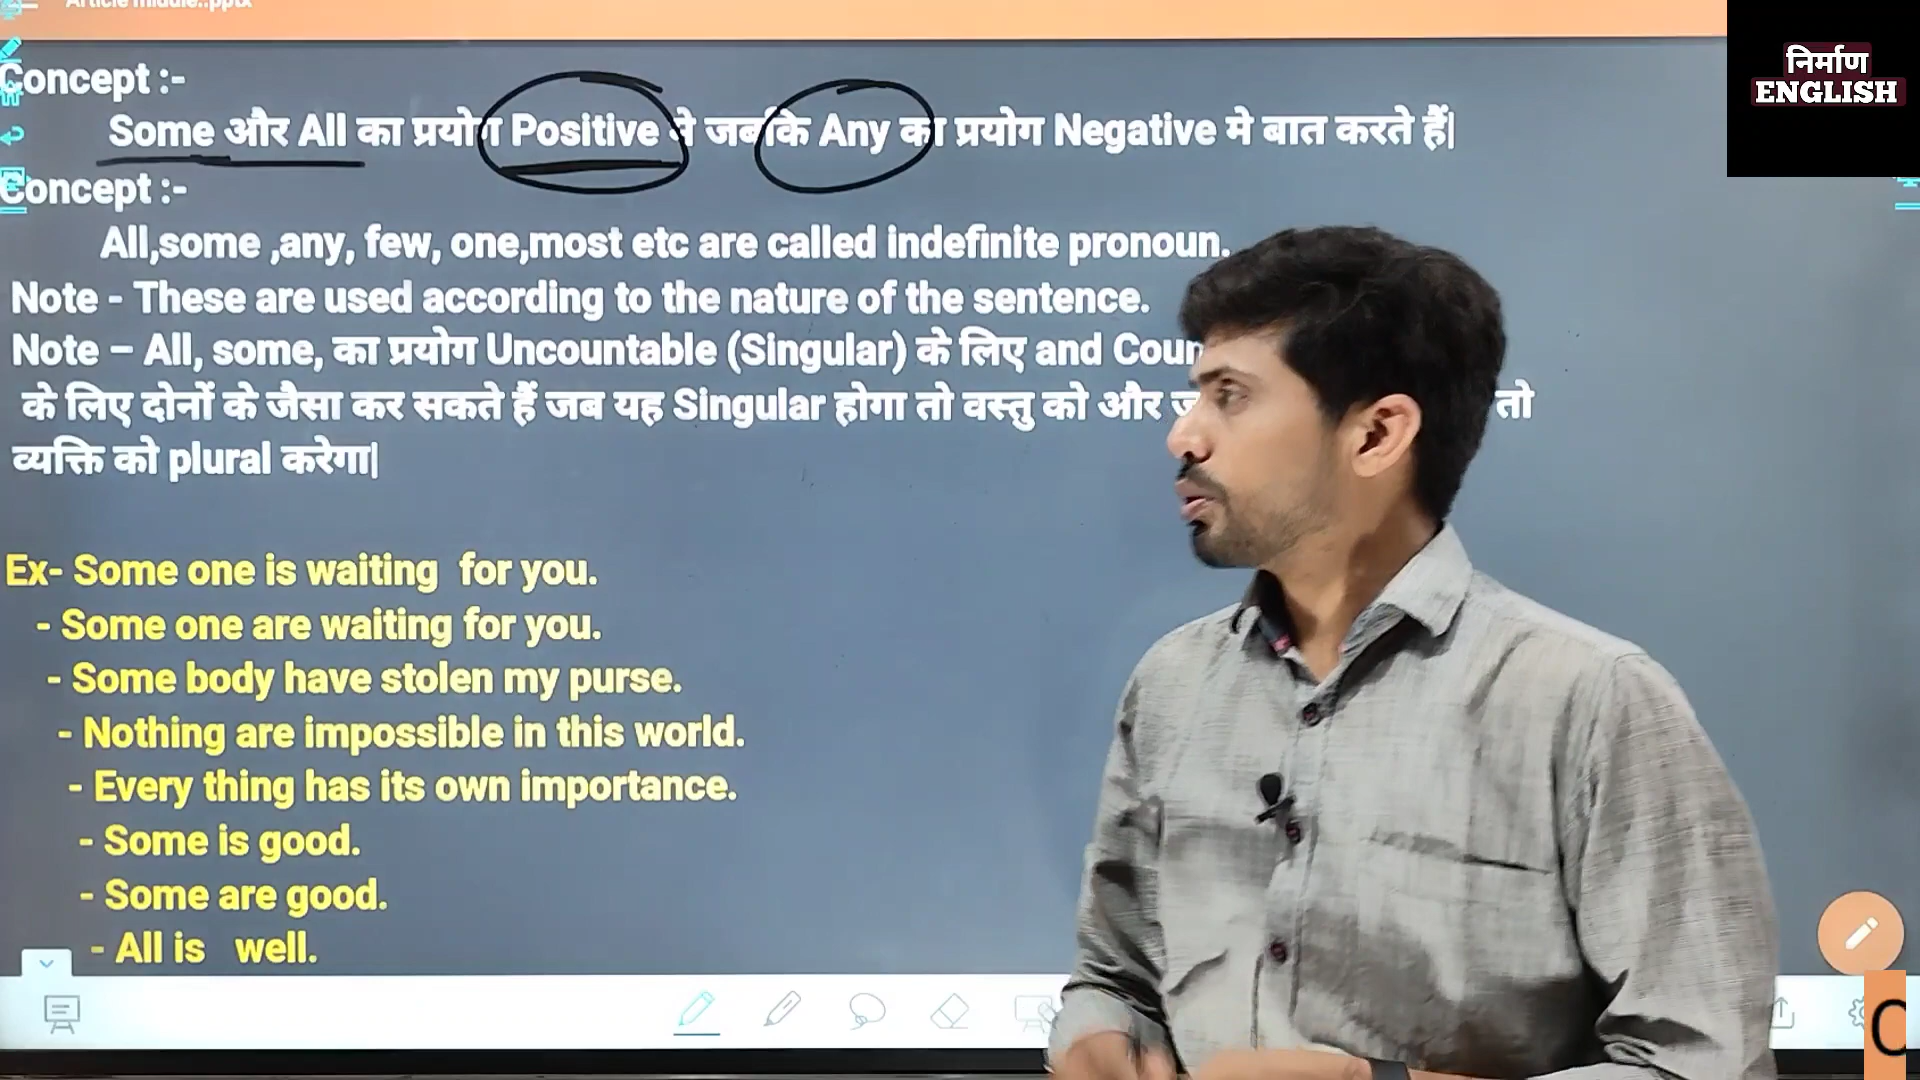 Article middle..pptx
निर्माण
ENGLISH
Concept :-
Some और All का प्रयोग Positive मे जबकि Any का प्रयोग Negative मे बात करते हैं|
Concept :-
All,some ,any, few, one,most etc are called indefinite pronoun.
Note - These are used according to the nature of the sentence.
Note – All, some, का प्रयोग Uncountable (Singular) के लिए and
के लिए दोनों के जैसा कर सकते हैं जब यह Singular होगा तो वस्तु को और तो
व्यक्ति को plural करेगा|
Ex- Some one is waiting for you.
- Some one are waiting for you.
- Some body have stolen my purse.
- Nothing are impossible in this world.
- Every thing has its own importance.
- Some is good.
- Some are good.
- All is well.